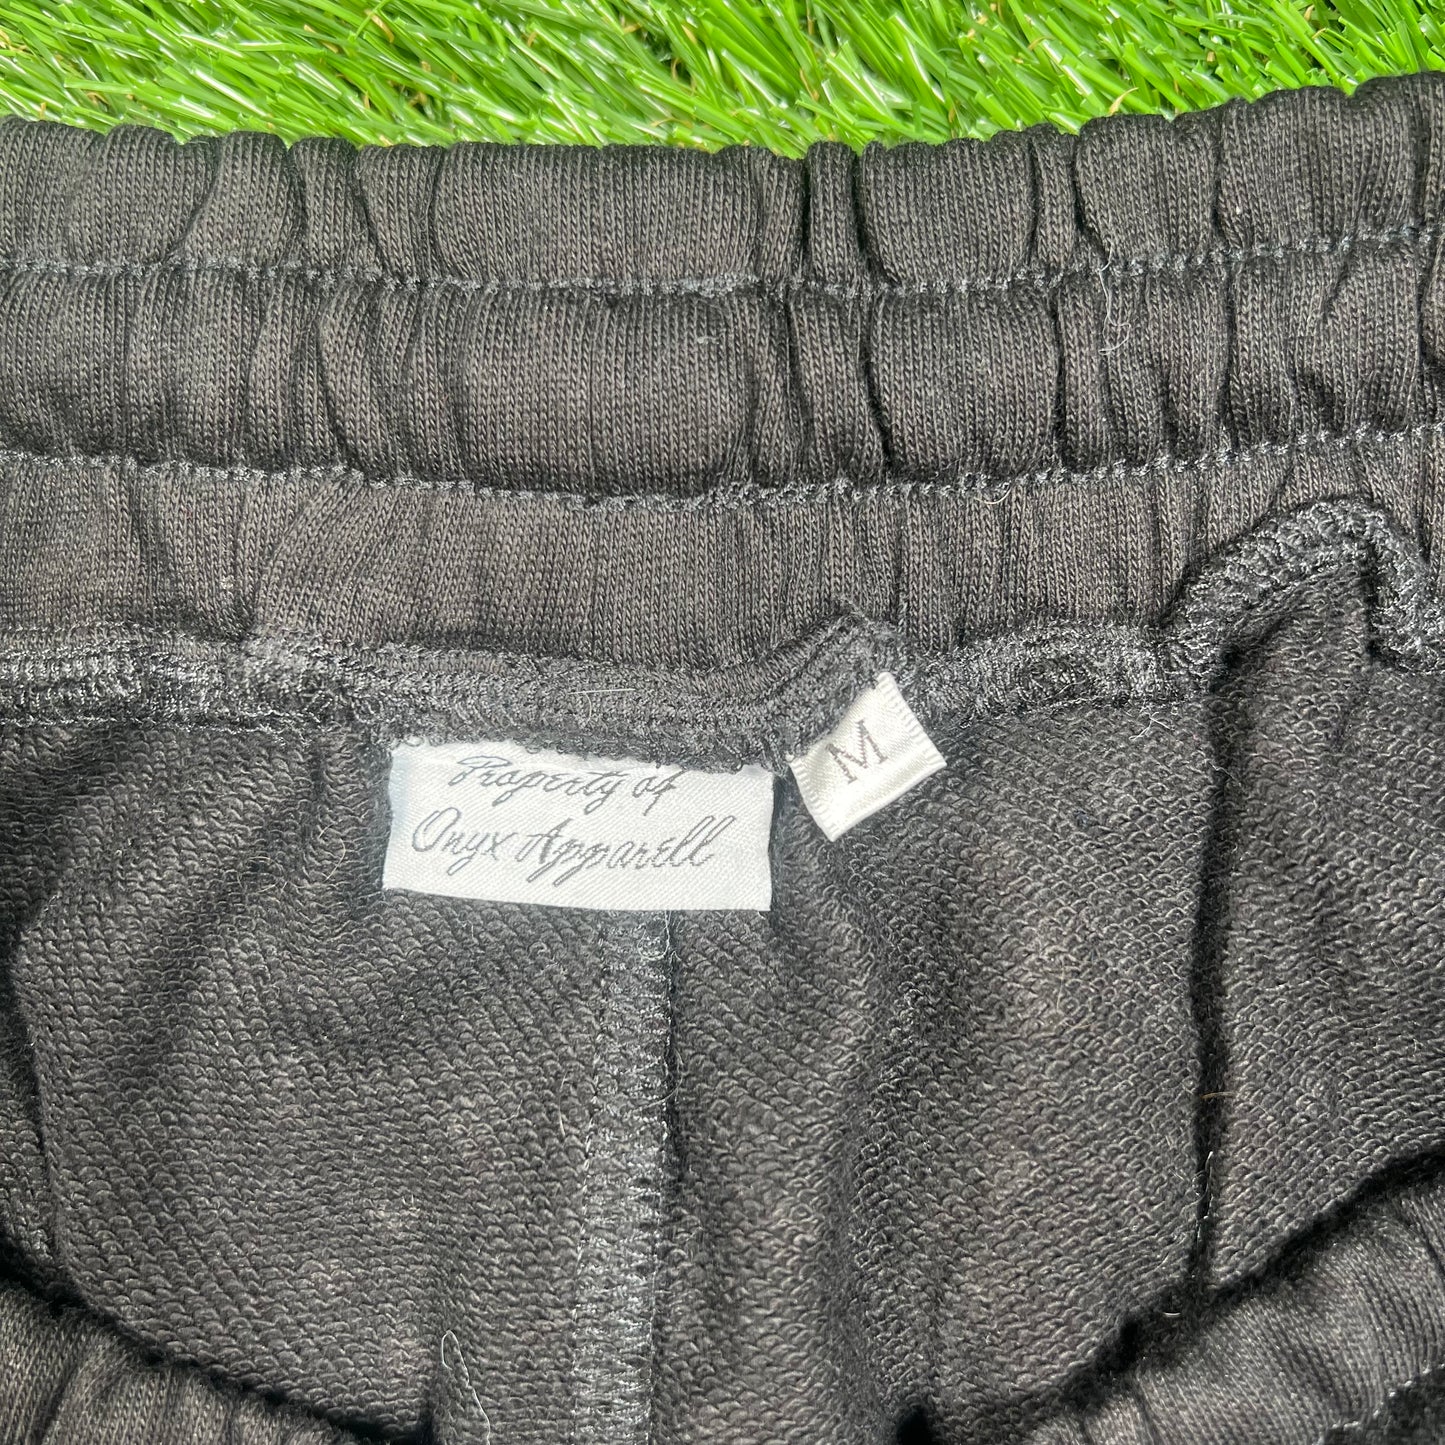 Property of
Onyx Apparell
M